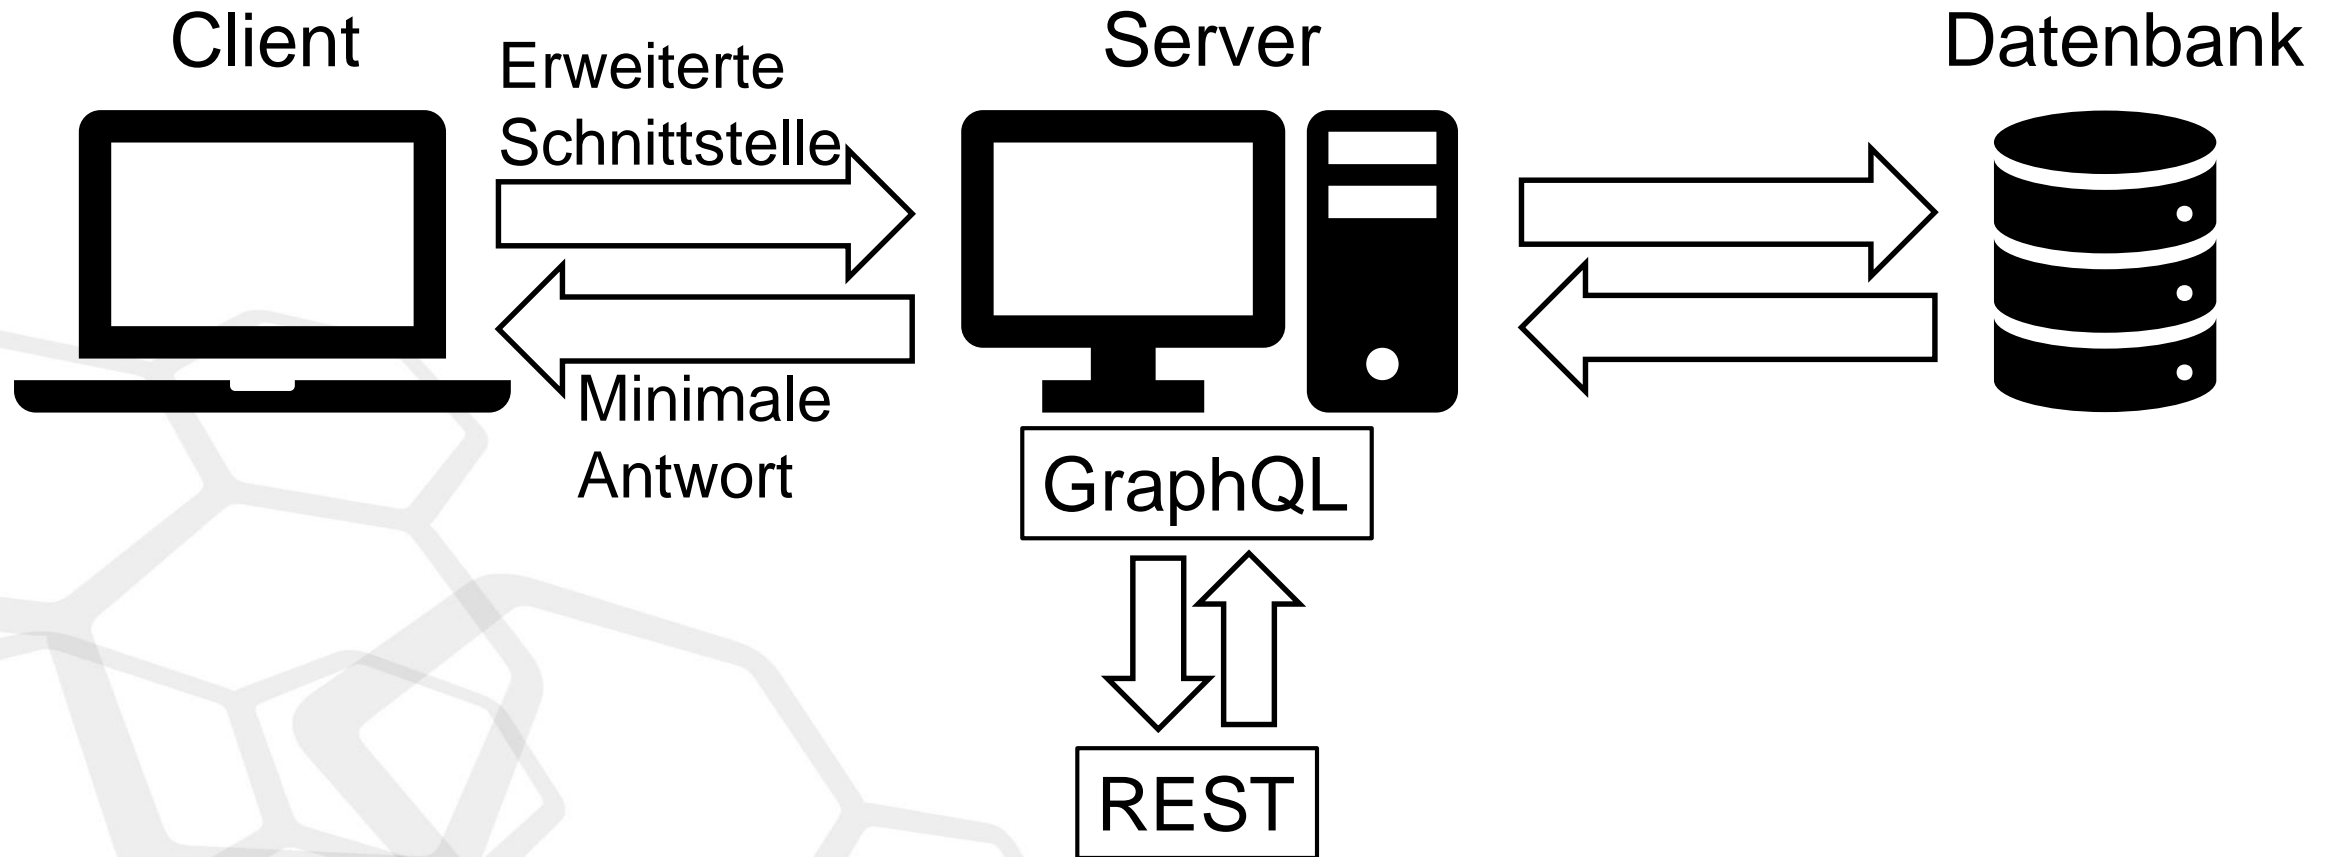 Client
Erweiterte
Schnittstelle
Server
Datenbank
Minimale
Antwort
GraphQL
REST